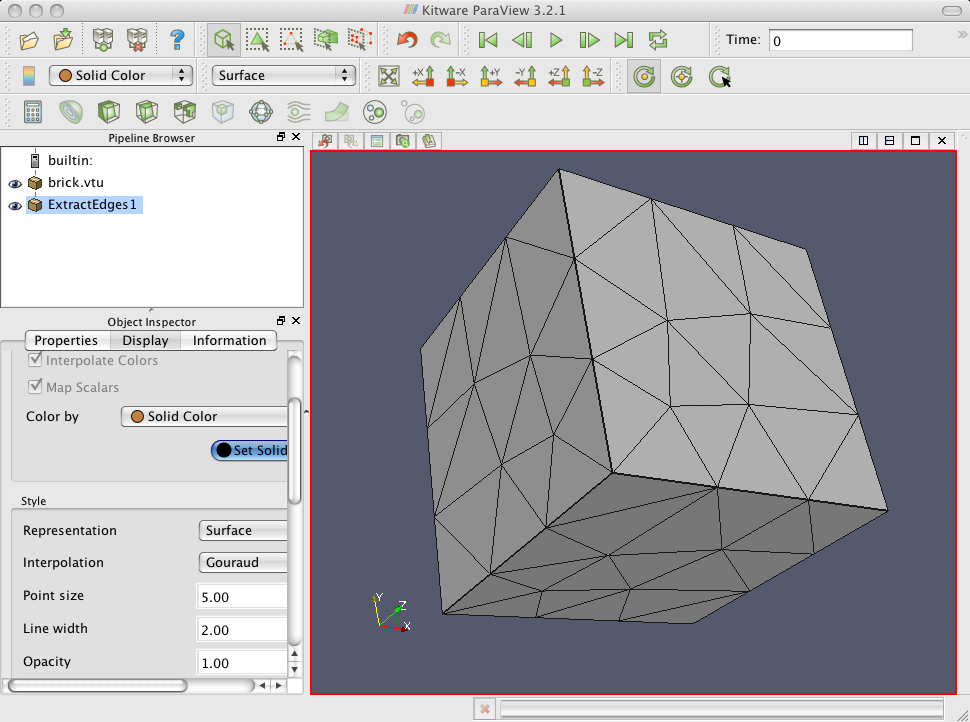 Kitware ParaView 3.2.1
Time: 0
Solid Color Surface +X -X +Y -Y +Z -Z
Pipeline Browser
builtin:
brick.vtu
ExtractEdges1
Object Inspector
Properties Display Information
Interpolate Colors
Map Scalars
Color by Solid Color
Set Solid
Style
Representation Surface
Interpolation Gouraud
Point size 5.00
Line width 2.00
Opacity 1.00
Y
Z
X